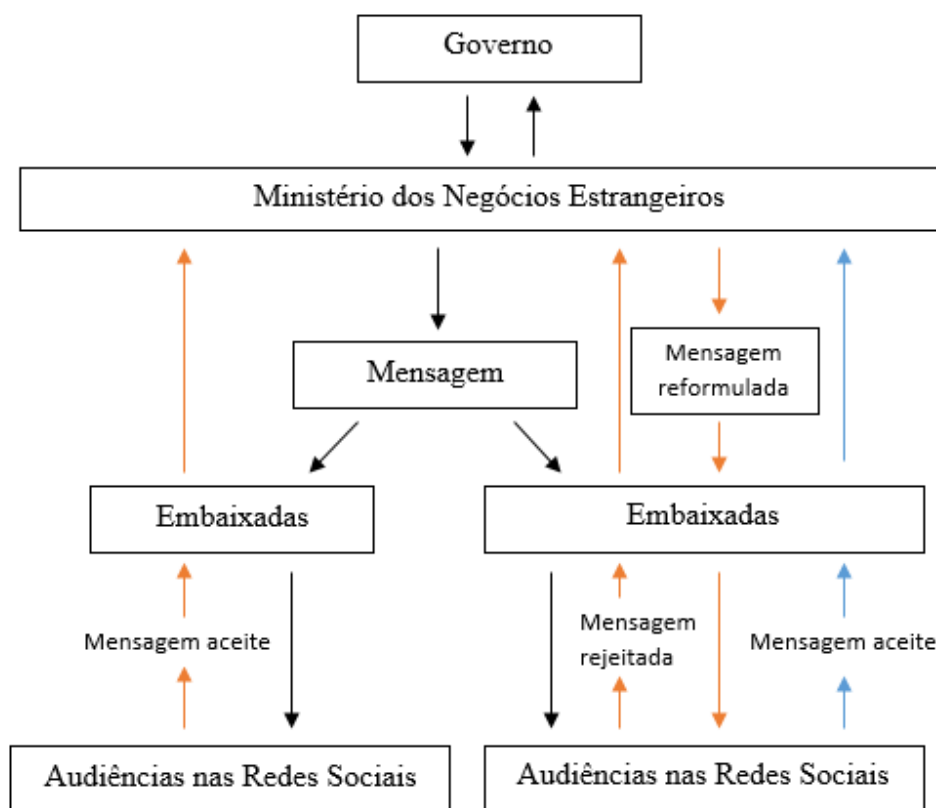 Governo
Ministério dos Negócios Estrangeiros
Mensagem
Mensagem
reformulada
Embaixadas
Embaixadas
Mensagem aceite
Mensagem
rejeitada
Mensagem aceite
Audiências nas Redes Sociais
Audiências nas Redes Sociais